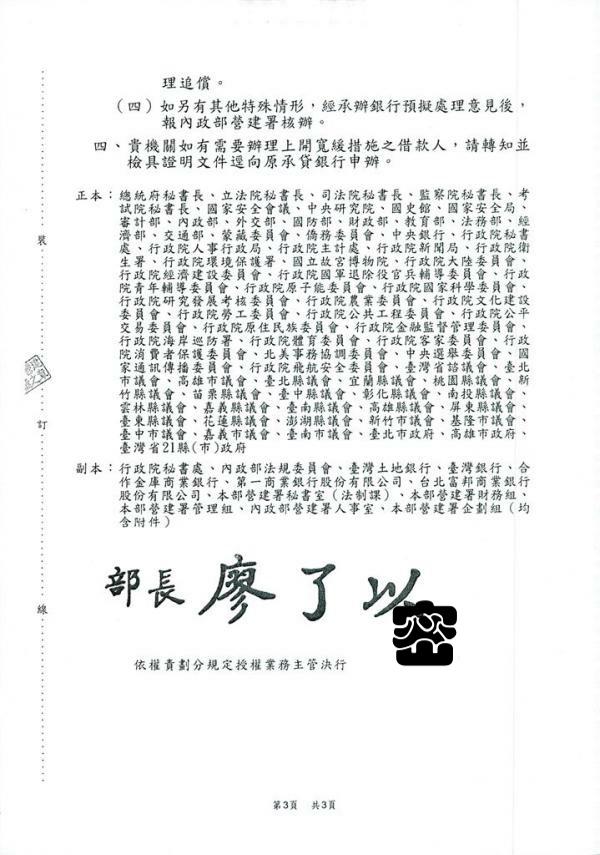 理追償。
(四)如另有其他特殊情形,經承辦銀行預擬處理意見後,
報內政部營建署核辦。
四、貴機關如有需要辦理上開寬緩措施之借款人,請轉知並
檢具證明文件逕向原承貸銀行申辦。
正本:總統府秘書長、立法院秘書長、司法院秘書長、監察院秘書長、考
試院秘書長、國家安全會議、中央研究院、國史館、國家安全局、
審計部、內政部、外交部、國防部、財政部、教育部、法務部、經
濟部、交通部、蒙藏委員會、僑務委員會、中央銀行、行政院秘書
處、行政院人事行政局、行政院主計處、行政院新聞局、行政院衛
生署、行政院環境保護署、國立故宮博物院、行政院大陸委員會、
行政院經濟建設委員會、行政院國軍退除役官兵輔導委員會、行政
院青年輔導委員會、行政院原子能委員會、行政院國家科學委員會、
行政院研究發展考核委員會、行政院農業委員會、行政院文化建設
委員會、行政院勞工委員會、行政院公共工程委員會、行政院公平
交易委員會、行政院原住民族委員會、行政院金融監督管理委員會、
行政院海岸巡防署、行政院體育委員會、行政院客家委員會、行政
院消費者保護委員會、北美事務協調委員會、中央選舉委員會、國
家通訊傳播委員會、行政院飛航安全委員會、臺灣省諮議會、臺北
市議會、高雄市議會、臺北縣議會、宜蘭縣議會、桃園縣議會、新
竹縣議會、苗栗縣議會、臺中縣議會、彰化縣議會、南投縣議會、
雲林縣議會、嘉義縣議會、臺南縣議會、高雄縣議會、屏東縣議會、
臺東縣議會、花蓮縣議會、澎湖縣議會、新竹市議會、基隆市議會、
臺中市議會、嘉義市議會、臺南市議會、臺北市政府、高雄市政府、
臺灣省21縣(市)政府
副本:行政院秘書處、內政部法規委員會、臺灣土地銀行、臺灣銀行、合
作金庫商業銀行、第一商業銀行股份有限公司、台北富邦商業銀行
股份有限公司、本部營建署秘書室(法制課)、本部營建署財務組、
本部營建署管理組、內政部營建署人事室、本部營建署企劃組(均
含附件)
部長 廖了以
依權責劃分規定授權業務主管決行
裝
訂
線
第3頁 共3頁